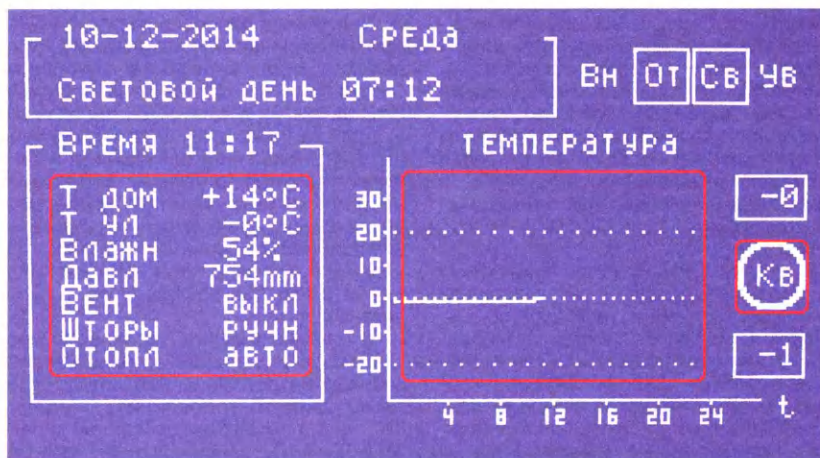 10-12-2014 СРЕДа
СВЕТОВОЙ ДЕНЬ 07:12
Вн От Св Ув
ВРЕМЯ 11:17
ТЕМПЕРатУРа
Т дом +14°C
Т ул -0°C
Влажн 54%
Давл 754mm
ВЕНТ выкл
ШТОРЫ РУЧН
Отопл авто
30
20
10
0
-10
-20
4 8 12 16 20 24 t
-0
Кв
-1